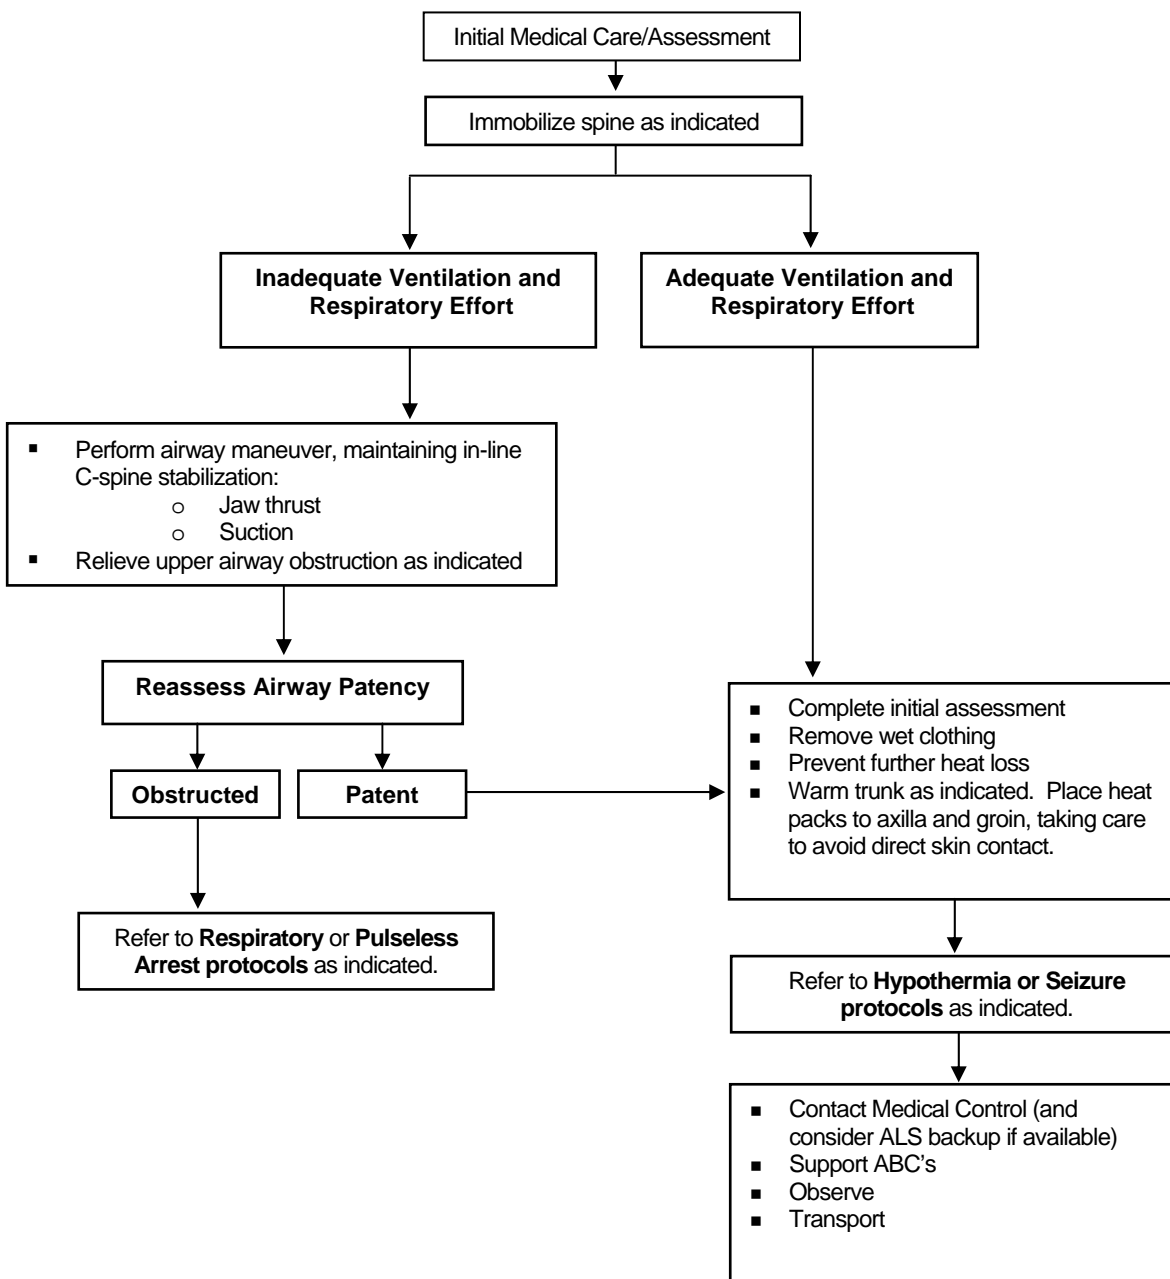 Initial Medical Care/Assessment
Immobilize spine as indicated
Inadequate Ventilation and
Respiratory Effort
Adequate Ventilation and
Respiratory Effort
▪ Perform airway maneuver, maintaining in-line
C-spine stabilization:
o Jaw thrust
o Suction
▪ Relieve upper airway obstruction as indicated
Reassess Airway Patency
Obstructed
Patent
Refer to Respiratory or Pulseless
Arrest protocols as indicated.
▪ Complete initial assessment
▪ Remove wet clothing
▪ Prevent further heat loss
▪ Warm trunk as indicated. Place heat
packs to axilla and groin, taking care
to avoid direct skin contact.
Refer to Hypothermia or Seizure
protocols as indicated.
▪ Contact Medical Control (and
consider ALS backup if available)
▪ Support ABC's
▪ Observe
▪ Transport